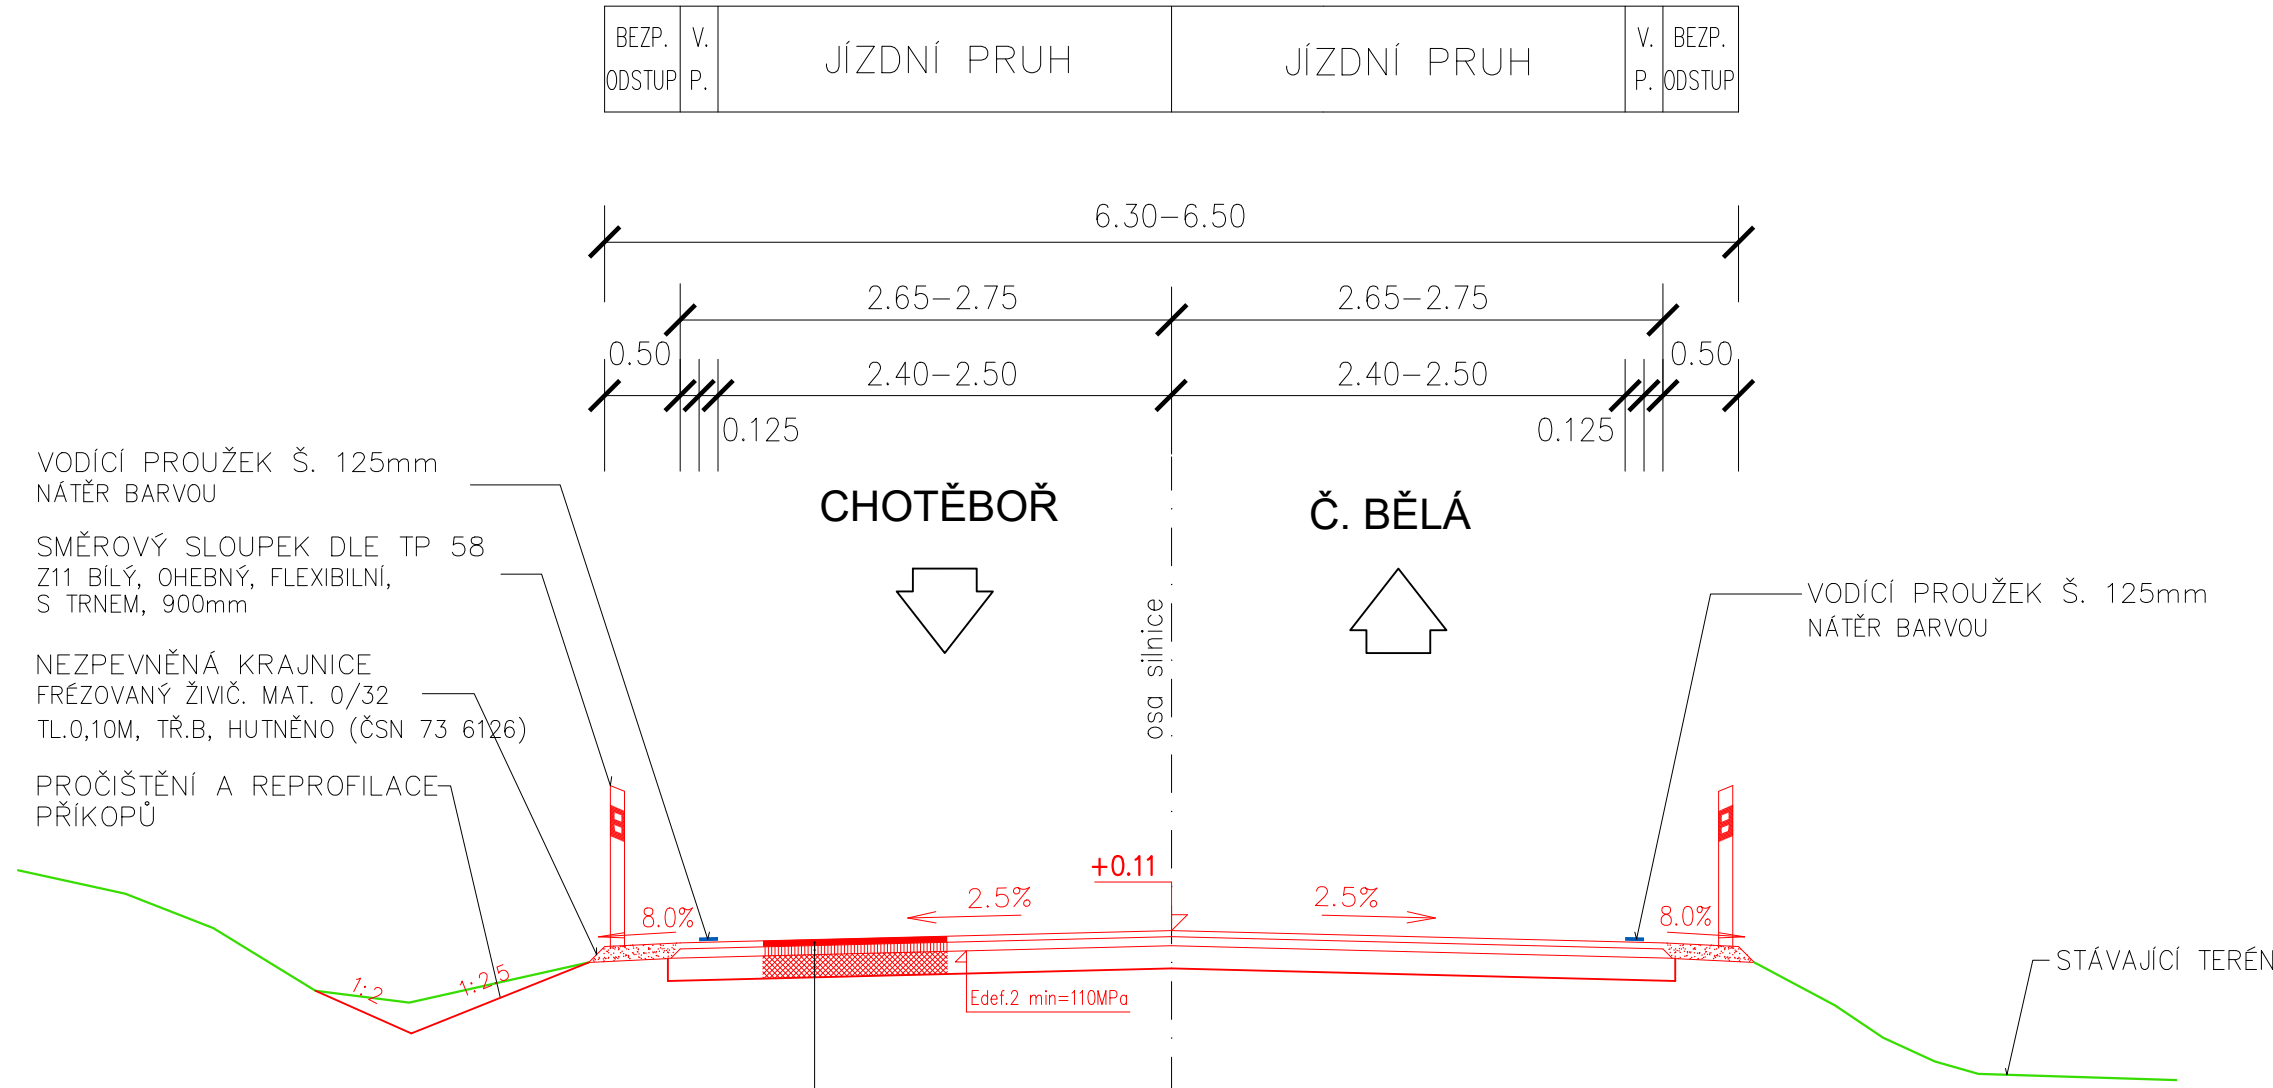 BEZP.
ODSTUP
V.
P.
JÍZDNÍ PRUH
JÍZDNÍ PRUH
V.
P.
BEZP.
ODSTUP
6.30-6.50
2.65-2.75
2.65-2.75
0.50
2.40-2.50
2.40-2.50
0.50
0.125
0.125
VODÍCÍ PROUŽEK Š. 125mm
NÁTĚR BARVOU
CHOTĚBOŘ
Č. BĚLÁ
SMĚROVÝ SLOUPEK DLE TP 58
Z11 BÍLÝ, OHEBNÝ, FLEXIBILNÍ,
S TRNEM, 900mm
osa silnice
VODÍCÍ PROUŽEK Š. 125mm
NÁTĚR BARVOU
NEZPEVNĚNÁ KRAJNICE
FRÉZOVANÝ ŽIVIČ. MAT. 0/32
TL.0,10M, TŘ.B, HUTNĚNO (ČSN 73 6126)
PROČIŠTĚNÍ A REPROFILACE
PŘÍKOPŮ
+0.11
2.5%
2.5%
8.0%
8.0%
STÁVAJÍCÍ TERÉN
1:2
1:2,5
Edef.2 min=110MPa